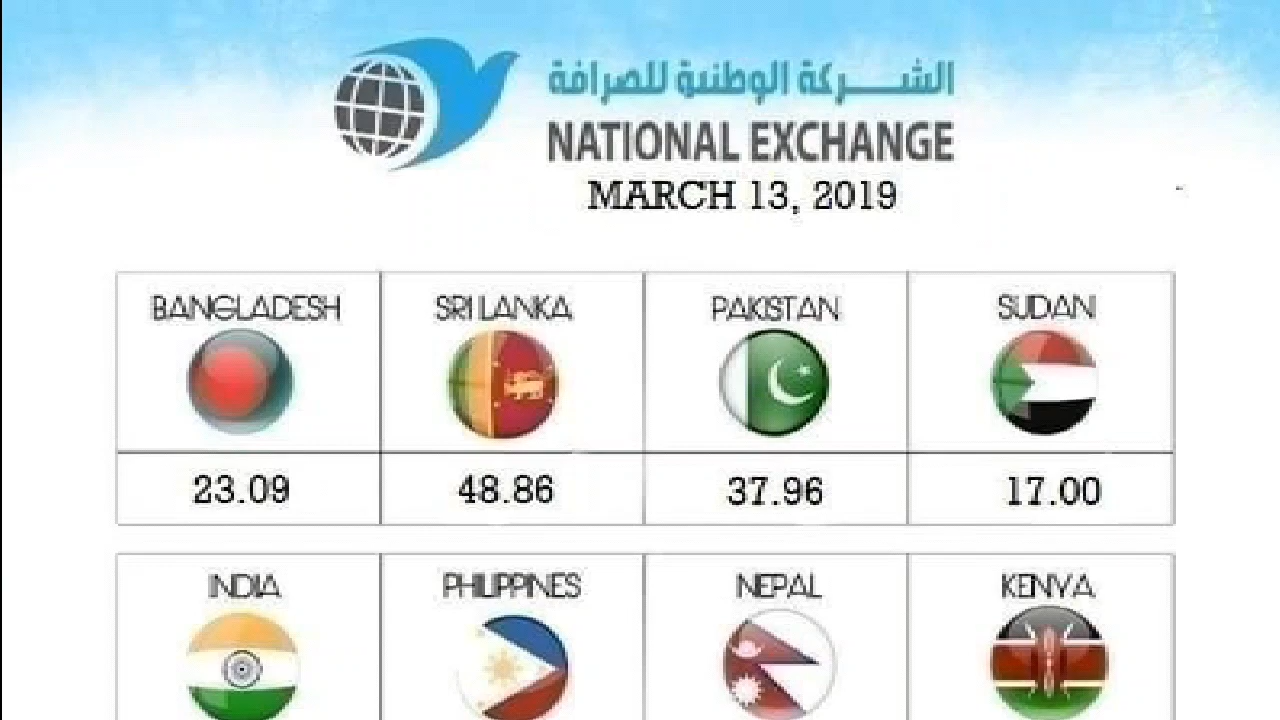 الشركة الوطنية للصرافة
NATIONAL EXCHANGE
MARCH 13, 2019
BANGLADESH SRI LANKA PAKISTAN SUDAN
23.09 48.86 37.96 17.00
INDIA PHILIPPINES NEPAL KENYA